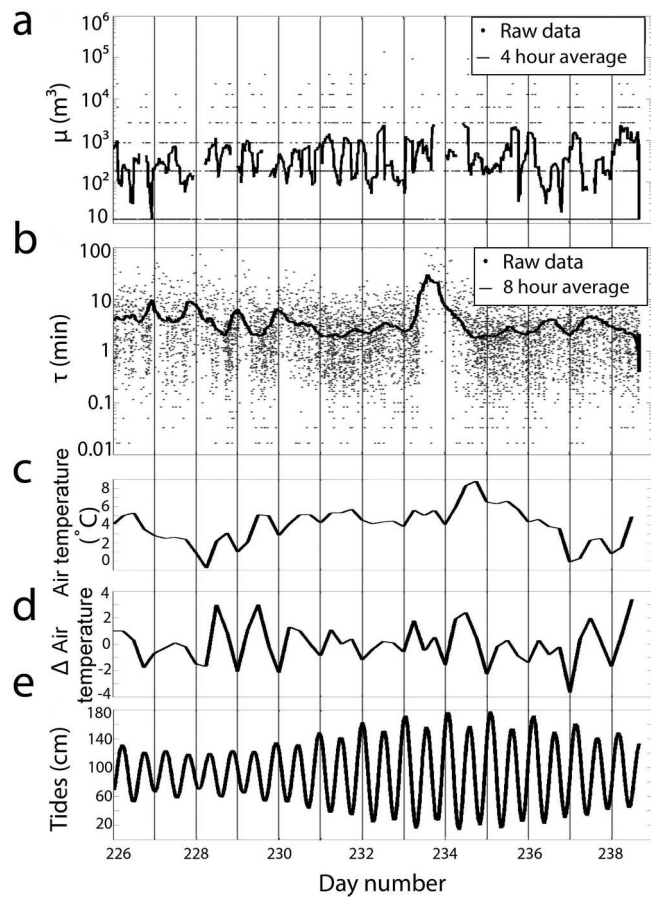 a
μ (m³)
10⁶
10⁵
10⁴
10³
10²
10
Raw data
4 hour average
b
τ (min)
100
10
1
0.1
0.01
Raw data
8 hour average
c
Air temperature
(°C)
8
6
4
2
0
d
Δ Air
temperature
4
2
0
-2
-4
e
Tides (cm)
180
140
100
60
20
226 228 230 232 234 236 238
Day number